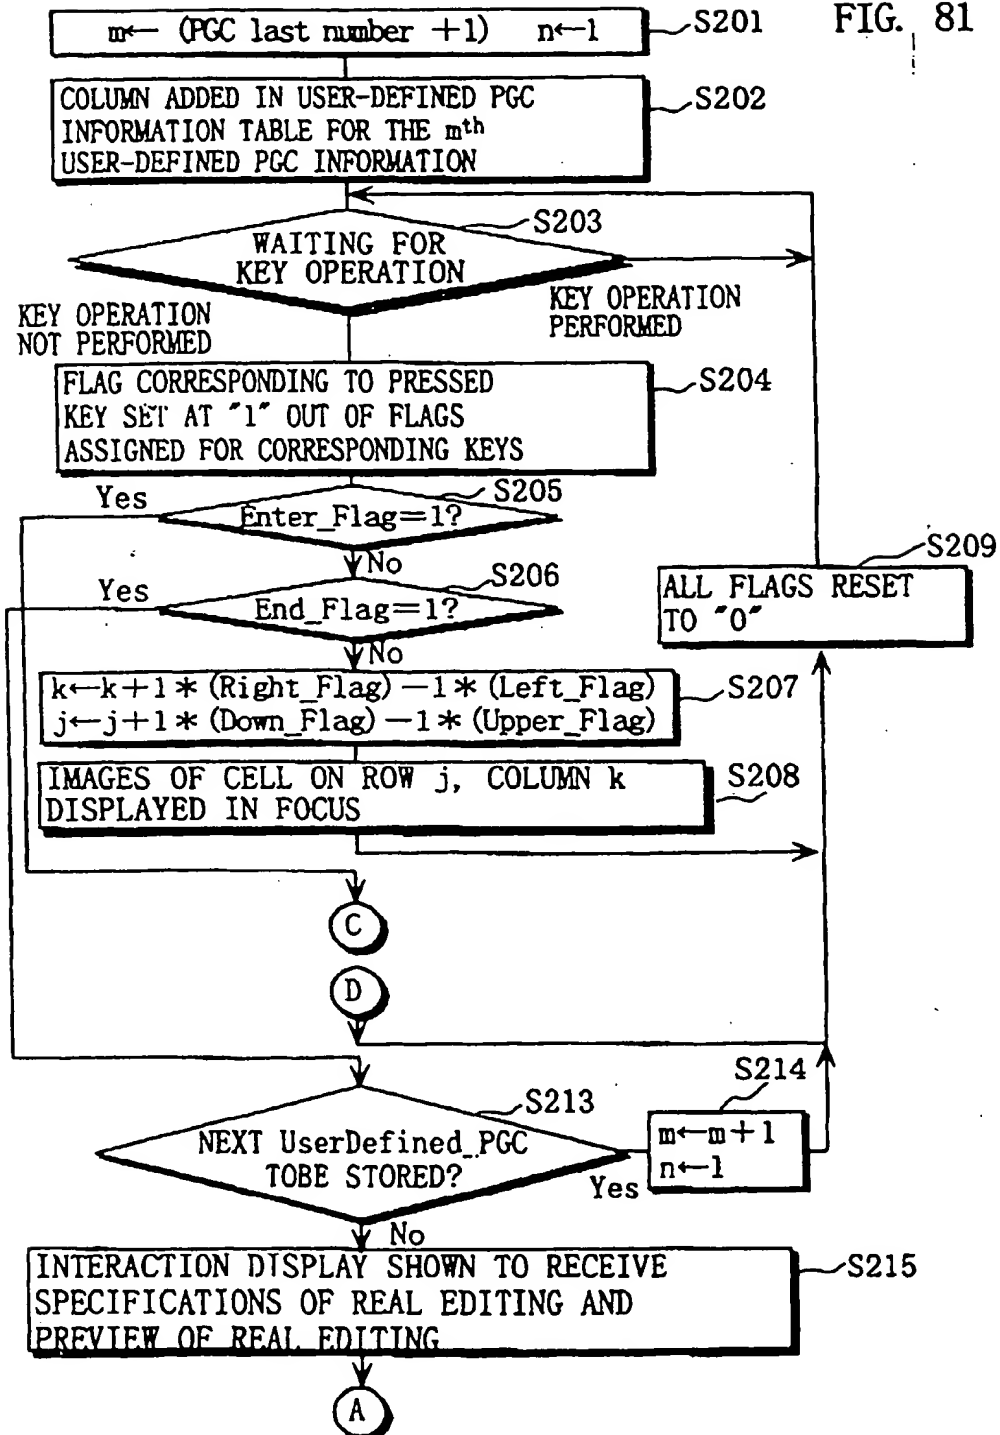 FIG. 81
m← (PGC last number +1) n←1
S201
COLUMN ADDED IN USER-DEFINED PGC
INFORMATION TABLE FOR THE mth
USER-DEFINED PGC INFORMATION
S202
S203
WAITING FOR
KEY OPERATION
KEY OPERATION
NOT PERFORMED
KEY OPERATION
PERFORMED
FLAG CORRESPONDING TO PRESSED
KEY SET AT "1" OUT OF FLAGS
ASSIGNED FOR CORRESPONDING KEYS
S204
Yes
S205
Enter_Flag=1?
No
S209
ALL FLAGS RESET
TO "0"
Yes
S206
End_Flag=1?
No
k←k+1*(Right_Flag)-1*(Left_Flag)
j←j+1*(Down_Flag)-1*(Upper_Flag)
S207
IMAGES OF CELL ON ROW j, COLUMN k
DISPLAYED IN FOCUS
S208
C
D
S214
m←m+1
n←1
S213
NEXT UserDefined_PGC
TOBE STORED?
Yes
No
INTERACTION DISPLAY SHOWN TO RECEIVE
SPECIFICATIONS OF REAL EDITING AND
PREVIEW OF REAL EDITING
S215
A